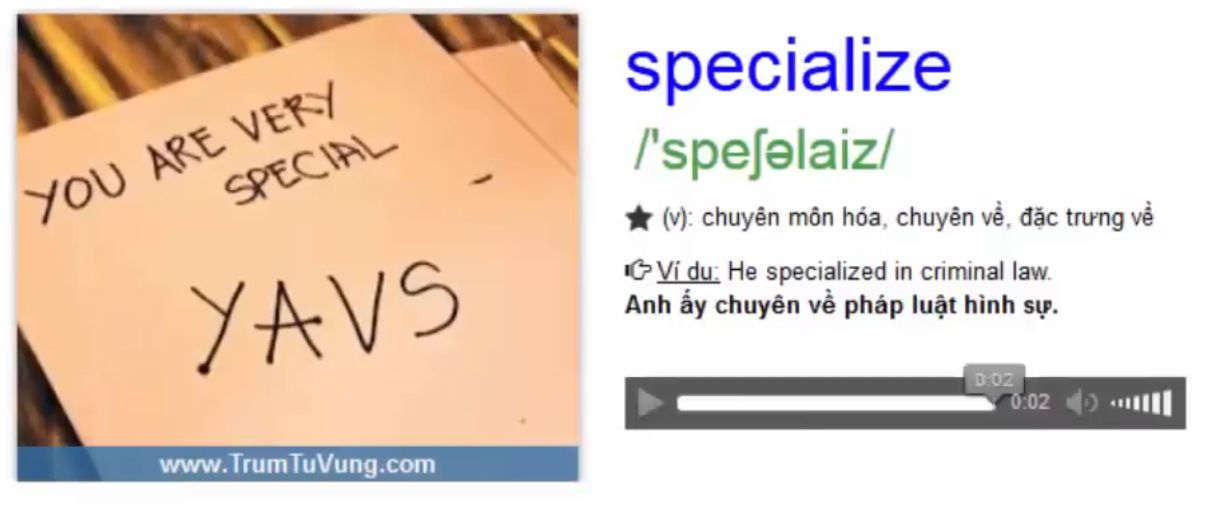 YOU ARE VERY
SPECIAL
YAVS
www.TrumTuVung.com
specialize
/'speʃəlaiz/
(v): chuyên môn hóa, chuyên về, đặc trưng về
Ví dụ: He specialized in criminal law.
Anh ấy chuyên về pháp luật hình sự.
0:02
0:02